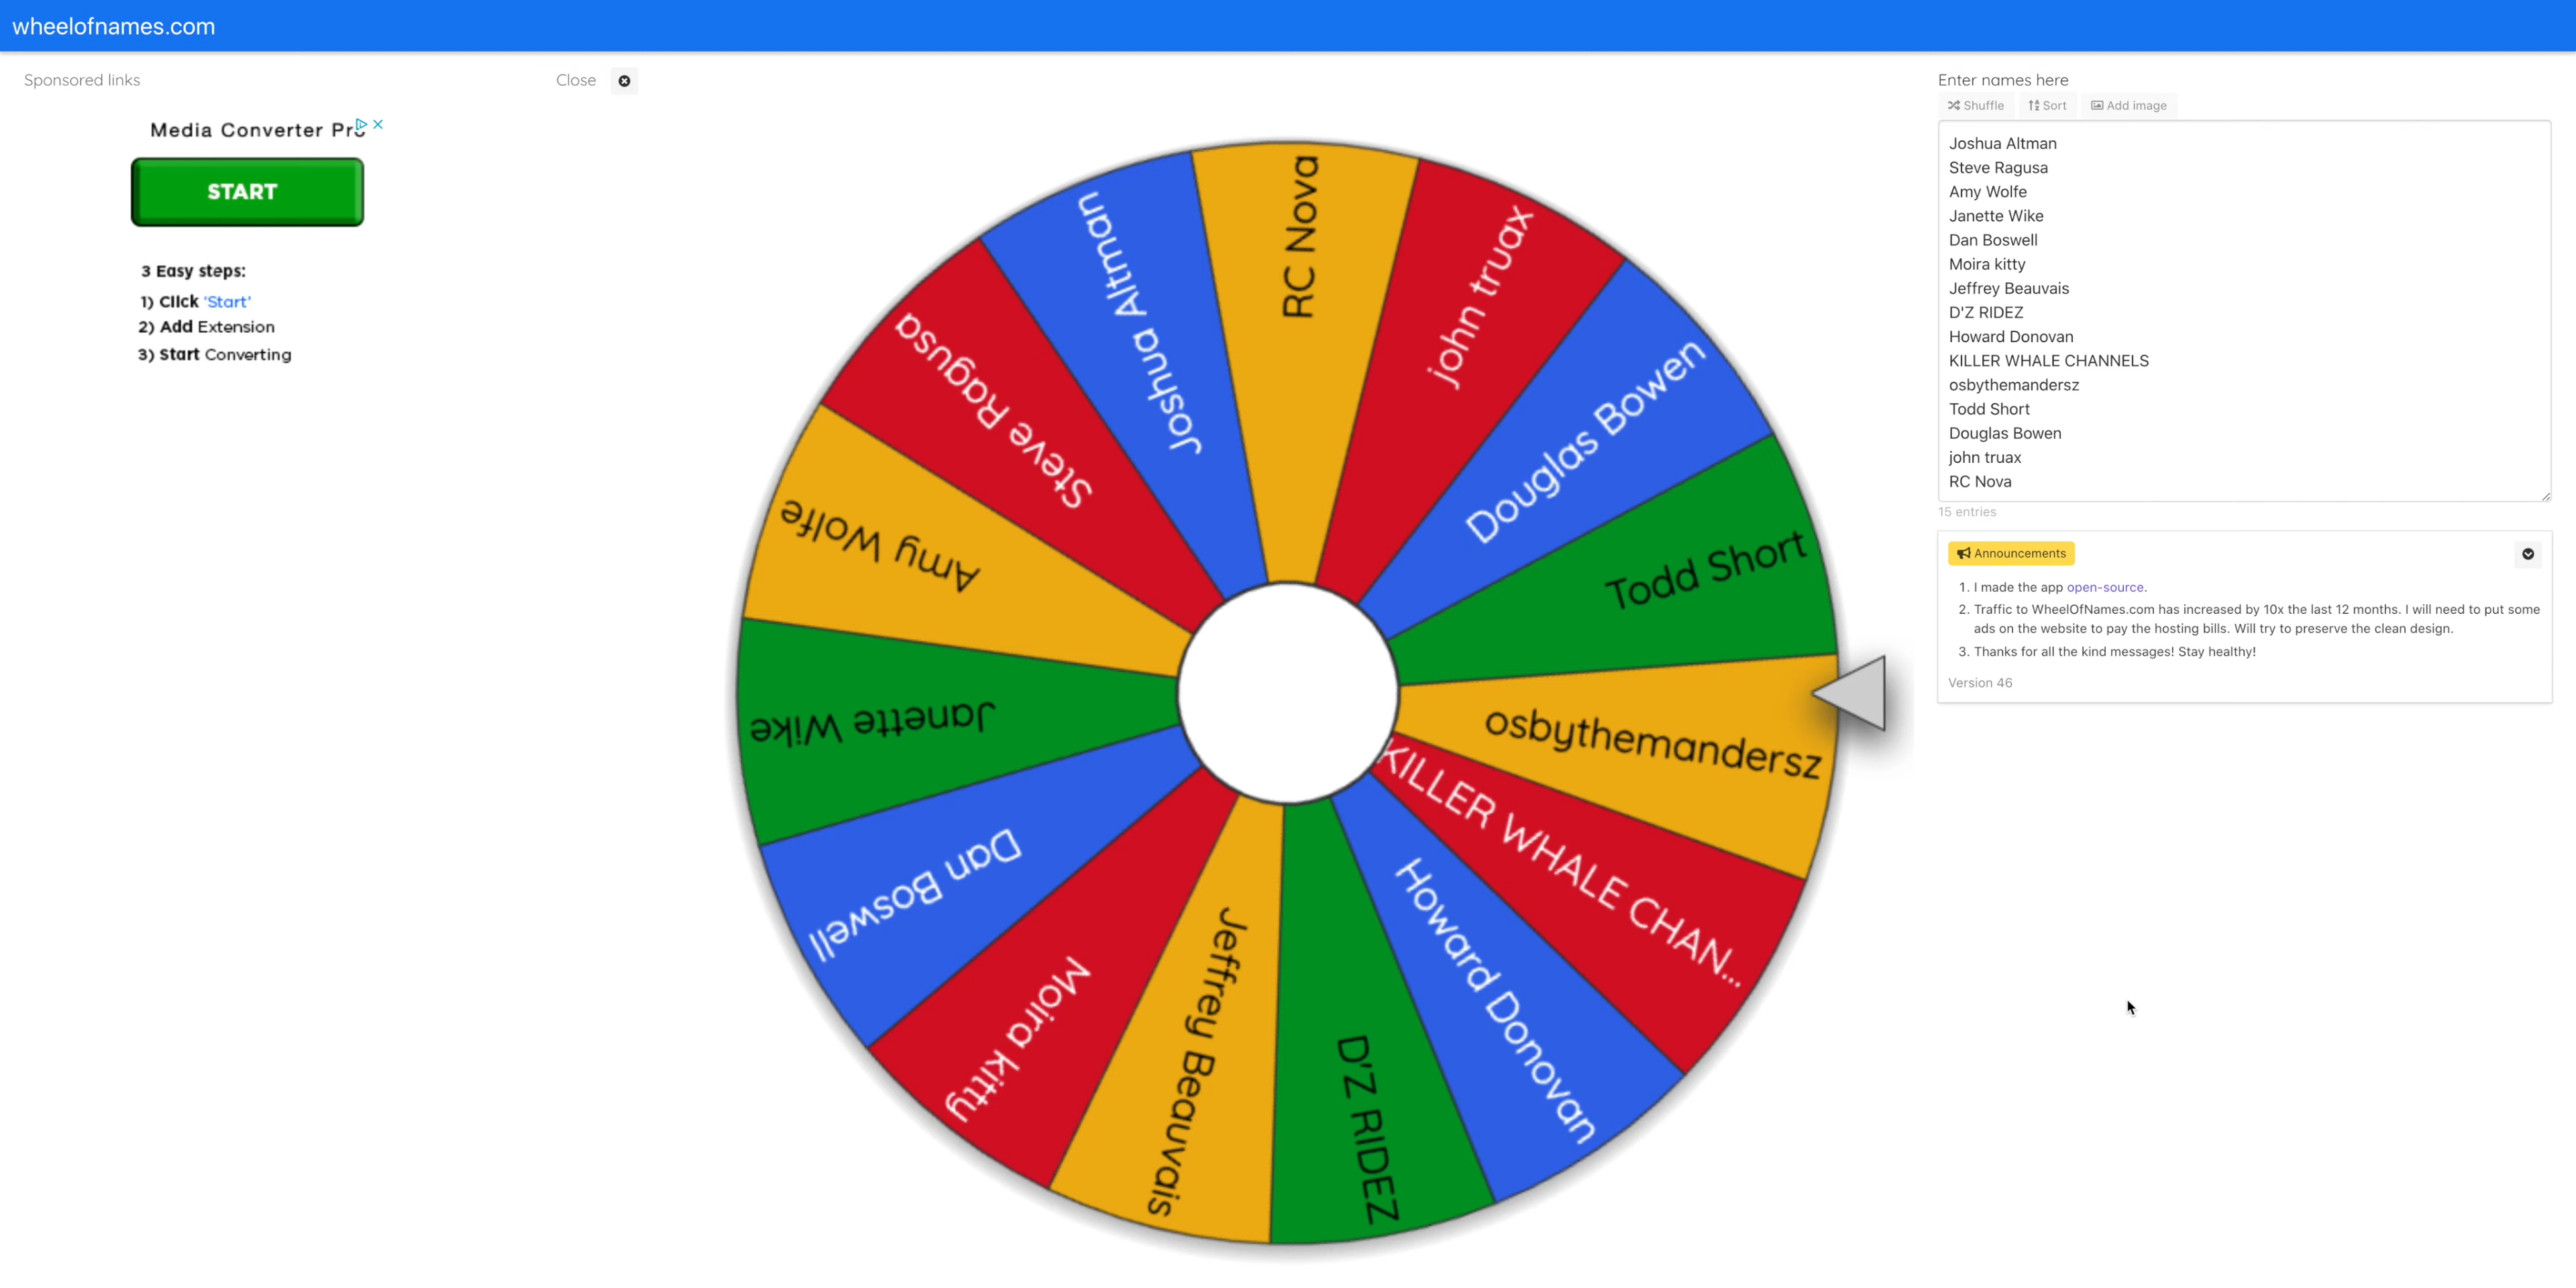 wheelofnames.com
Sponsored links
Close
Media Converter Pro
START
3 Easy steps:
1) Click 'Start'
2) Add Extension
3) Start Converting
RC Nova
john truax
Douglas Bowen
Todd Short
osbythemandersz
KILLER WHALE CHAN...
Howard Donovan
D'Z RIDEZ
Jeffrey Beauvais
Moira kitty
Dan Boswell
Janette Wike
Amy Wolfe
Steve Ragusa
Joshua Altman
Enter names here
Shuffle Sort Add image
Joshua Altman
Steve Ragusa
Amy Wolfe
Janette Wike
Dan Boswell
Moira kitty
Jeffrey Beauvais
D'Z RIDEZ
Howard Donovan
KILLER WHALE CHANNELS
osbythemandersz
Todd Short
Douglas Bowen
john truax
RC Nova
15 entries
Announcements
1. I made the app open-source.
2. Traffic to WheelOfNames.com has increased by 10x the last 12 months. I will need to put some
ads on the website to pay the hosting bills. Will try to preserve the clean design.
3. Thanks for all the kind messages! Stay healthy!
Version 46